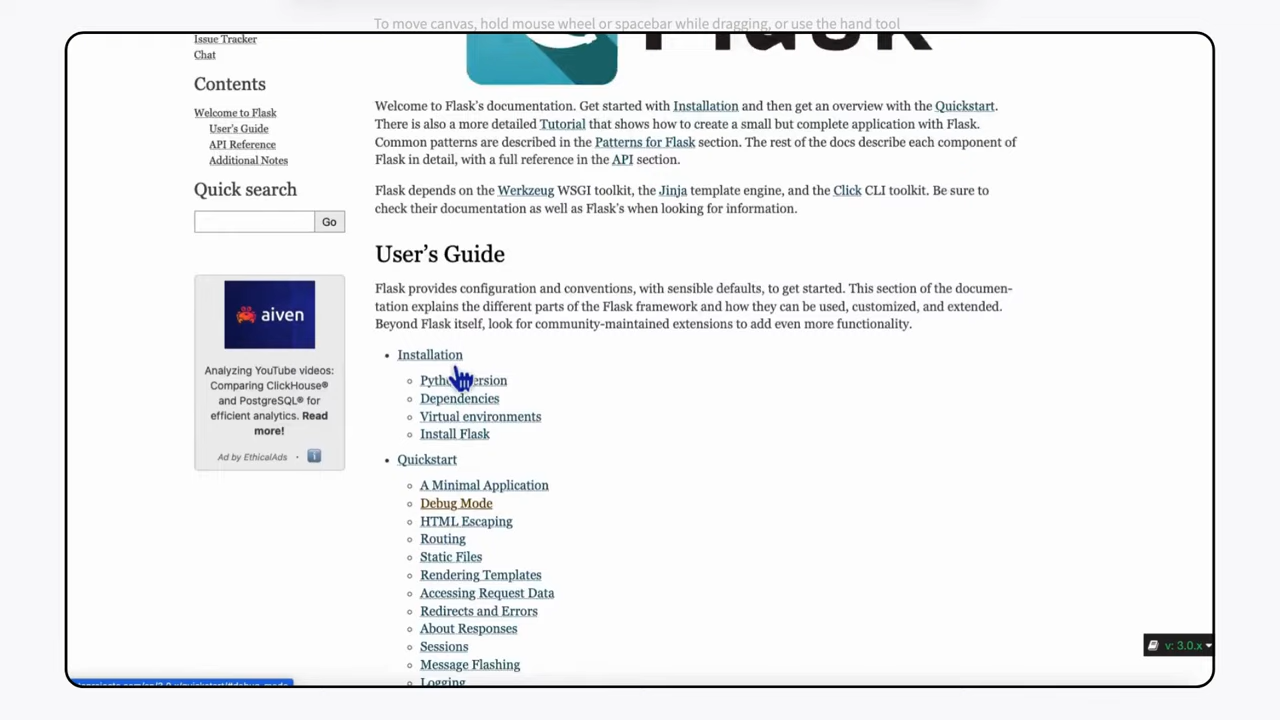 To move canvas, hold mouse wheel or spacebar while dragging, or use the hand tool
Issue Tracker
Chat
Contents
Welcome to Flask
User's Guide
API Reference
Additional Notes
Quick search
Go
aiven
Analyzing YouTube videos:
Comparing ClickHouse®
and PostgreSQL® for
efficient analytics. Read
more!
Ad by EthicalAds ·
Flask
Welcome to Flask's documentation. Get started with Installation and then get an overview with the Quickstart.
There is also a more detailed Tutorial that shows how to create a small but complete application with Flask.
Common patterns are described in the Patterns for Flask section. The rest of the docs describe each component of
Flask in detail, with a full reference in the API section.
Flask depends on the Werkzeug WSGI toolkit, the Jinja template engine, and the Click CLI toolkit. Be sure to
check their documentation as well as Flask's when looking for information.
User's Guide
Flask provides configuration and conventions, with sensible defaults, to get started. This section of the documen-
tation explains the different parts of the Flask framework and how they can be used, customized, and extended.
Beyond Flask itself, look for community-maintained extensions to add even more functionality.
• Installation
Python Version
Dependencies
Virtual environments
Install Flask
• Quickstart
A Minimal Application
Debug Mode
HTML Escaping
Routing
Static Files
Rendering Templates
Accessing Request Data
Redirects and Errors
About Responses
Sessions
Message Flashing
Logging
v: 3.0.x